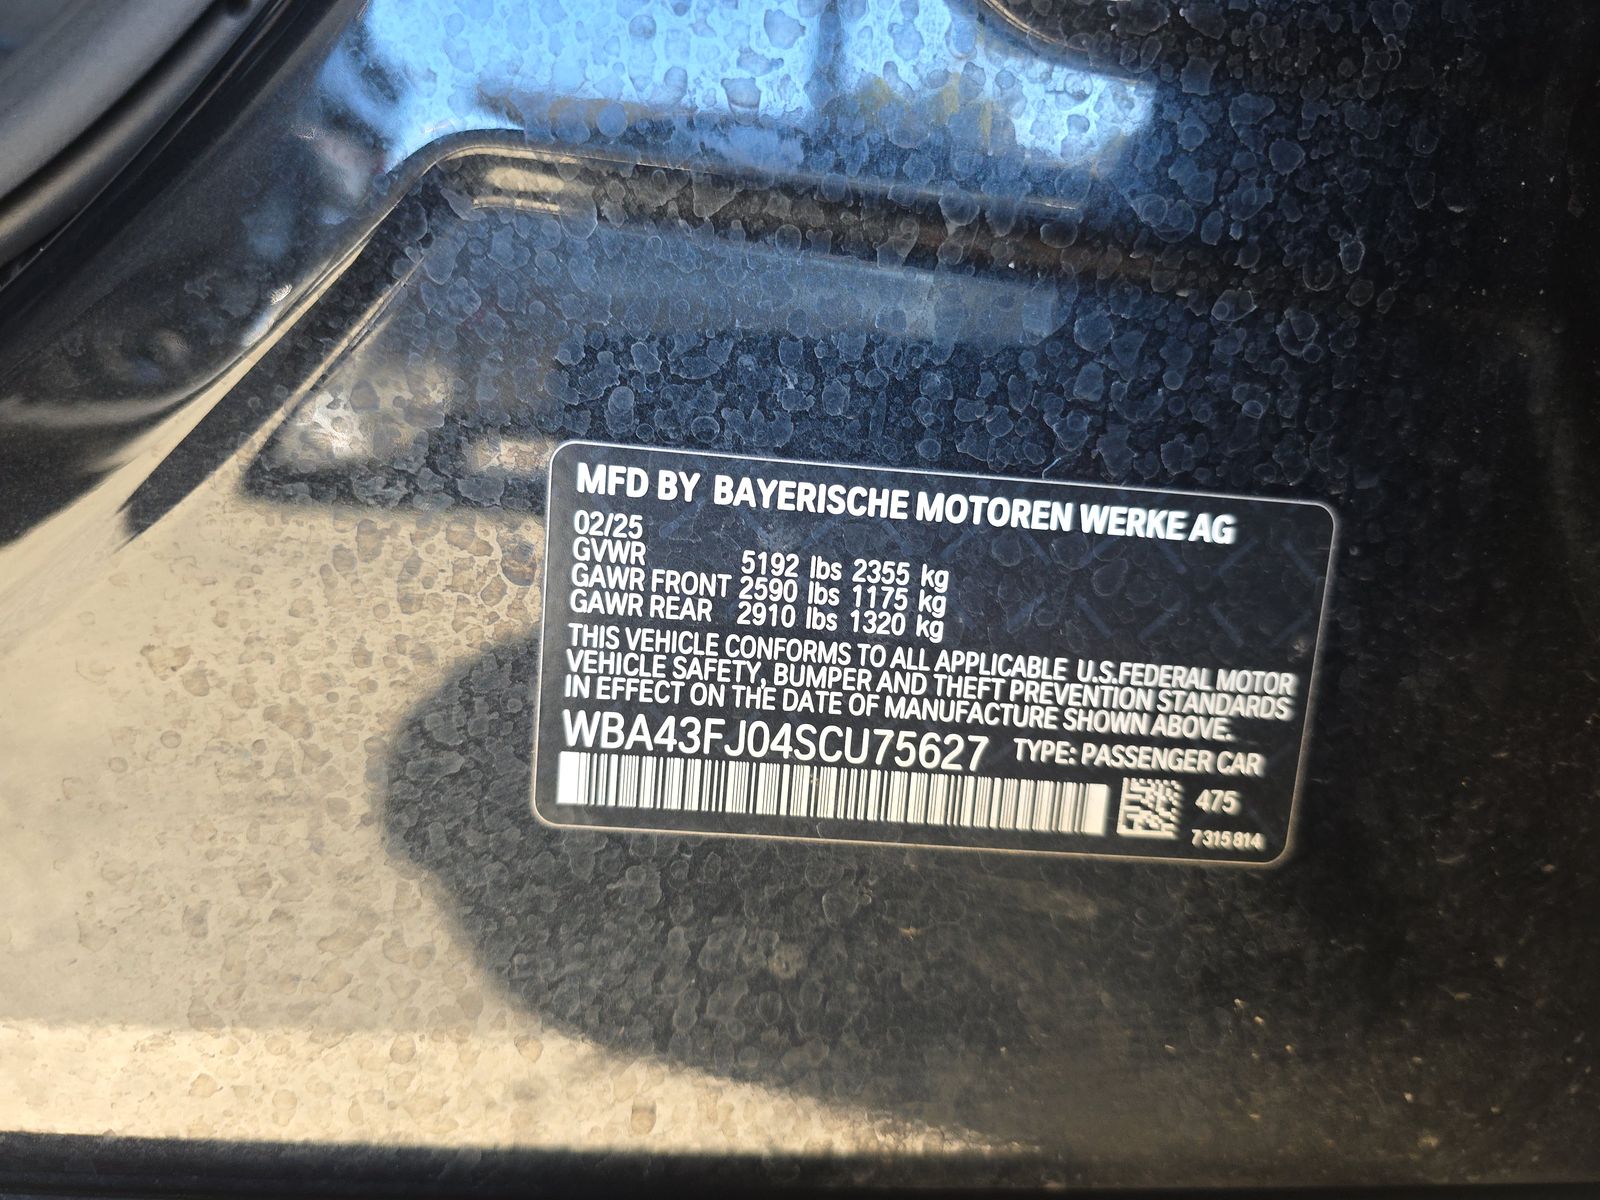 MFD BY BAYERISCHE MOTOREN WERKE AG
02/25
GVWR 5192 lbs 2355 kg
GAWR FRONT 2590 lbs 1175 kg
GAWR REAR 2910 lbs 1320 kg
THIS VEHICLE CONFORMS TO ALL APPLICABLE U.S.FEDERAL MOTOR
VEHICLE SAFETY, BUMPER AND THEFT PREVENTION STANDARDS
IN EFFECT ON THE DATE OF MANUFACTURE SHOWN ABOVE.
WBA43FJ04SCU75627 TYPE: PASSENGER CAR
475
7 315 814